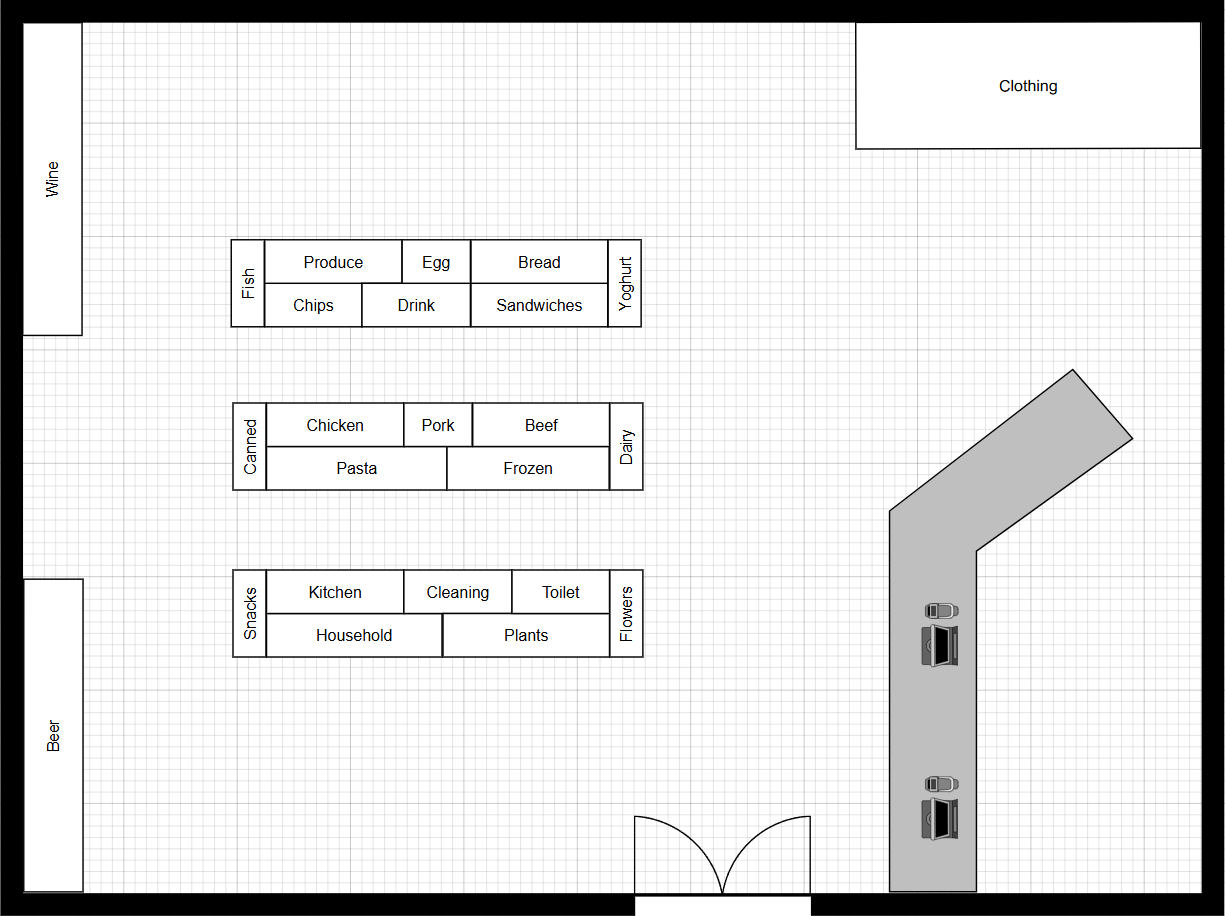 Clothing
Wine
Fish
Produce
Egg
Bread
Yoghurt
Chips
Drink
Sandwiches
Canned
Chicken
Pork
Beef
Dairy
Pasta
Frozen
Snacks
Kitchen
Cleaning
Toilet
Flowers
Household
Plants
Beer